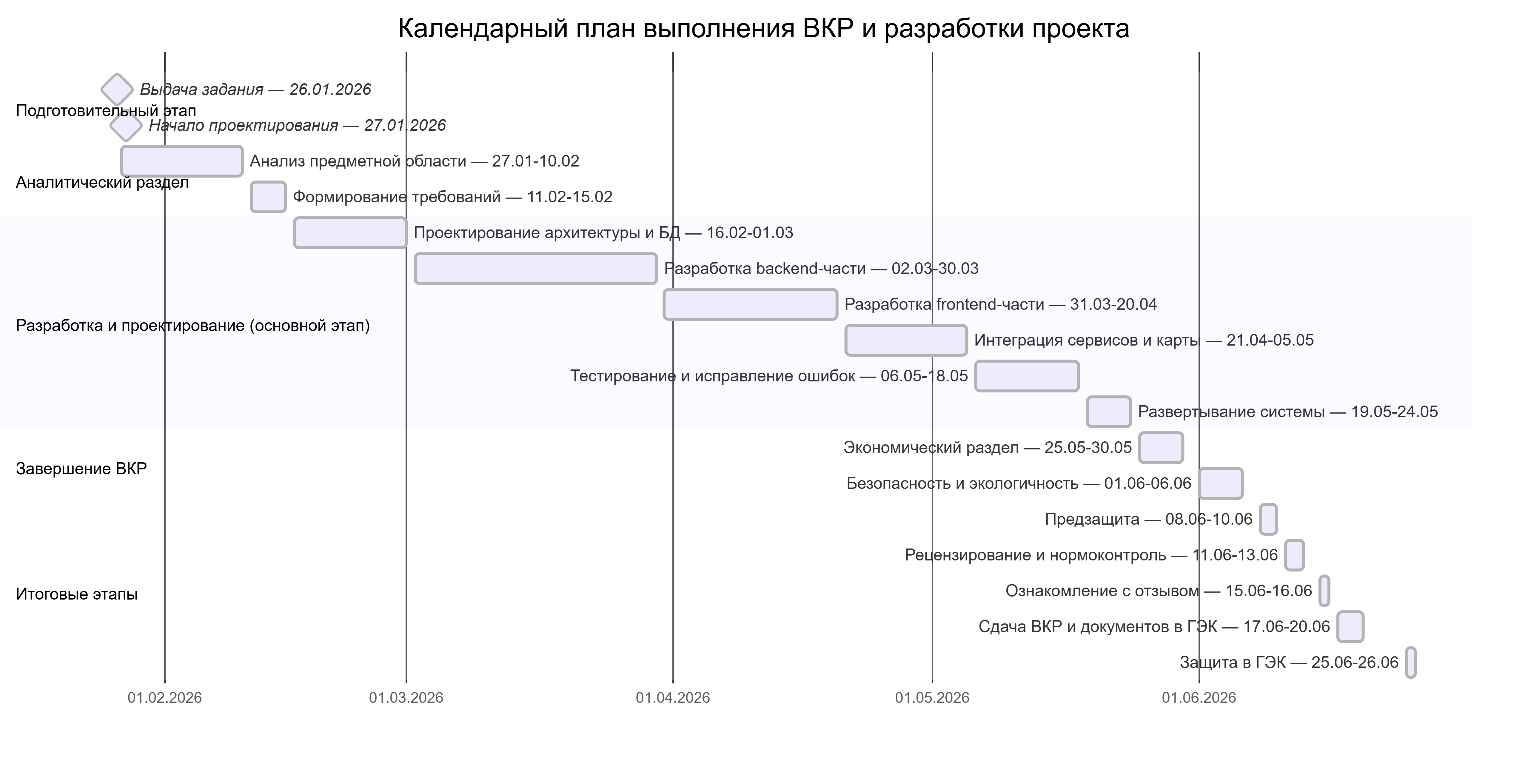 Календарный план выполнения ВКР и разработки проекта
Подготовительный этап
Выдача задания — 26.01.2026
Начало проектирования — 27.01.2026
Аналитический раздел
Анализ предметной области — 27.01-10.02
Формирование требований — 11.02-15.02
Разработка и проектирование (основной этап)
Проектирование архитектуры и БД — 16.02-01.03
Разработка backend-части — 02.03-30.03
Разработка frontend-части — 31.03-20.04
Интеграция сервисов и карты — 21.04-05.05
Тестирование и исправление ошибок — 06.05-18.05
Развертывание системы — 19.05-24.05
Завершение ВКР
Экономический раздел — 25.05-30.05
Безопасность и экологичность — 01.06-06.06
Итоговые этапы
Предзащита — 08.06-10.06
Рецензирование и нормоконтроль — 11.06-13.06
Ознакомление с отзывом — 15.06-16.06
Сдача ВКР и документов в ГЭК — 17.06-20.06
Защита в ГЭК — 25.06-26.06
01.02.2026
01.03.2026
01.04.2026
01.05.2026
01.06.2026